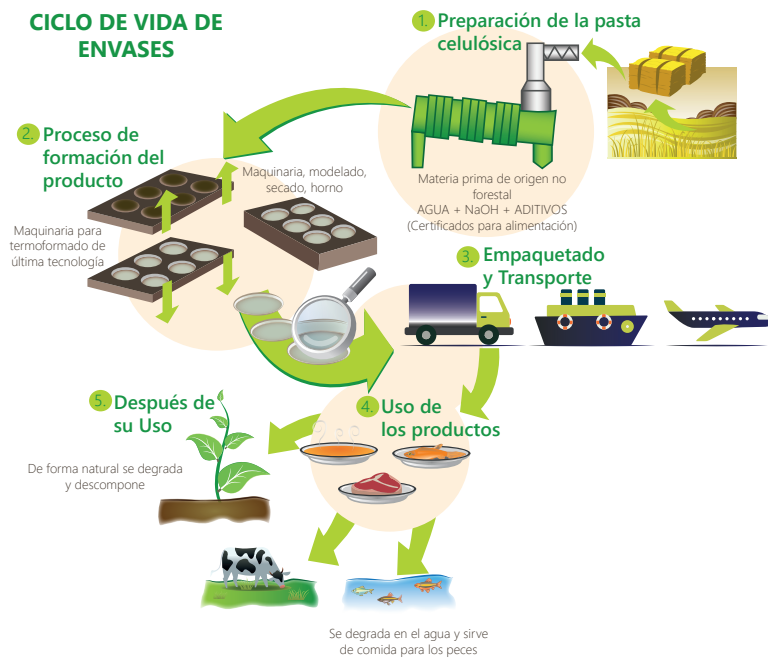 CICLO DE VIDA DE
ENVASES
1. Preparación de la pasta
celulósica
Materia prima de origen no
forestal
AGUA + NaOH + ADITIVOS
(Certificados para alimentación)
2. Proceso de
formación del
producto
Maquinaria, modelado,
secado, horno
Maquinaria para
termoformado de
última tecnología
3. Empaquetado
y Transporte
4. Uso de
los productos
5. Después de
su Uso
De forma natural se degrada
y descompone
Se degrada en el agua y sirve
de comida para los peces